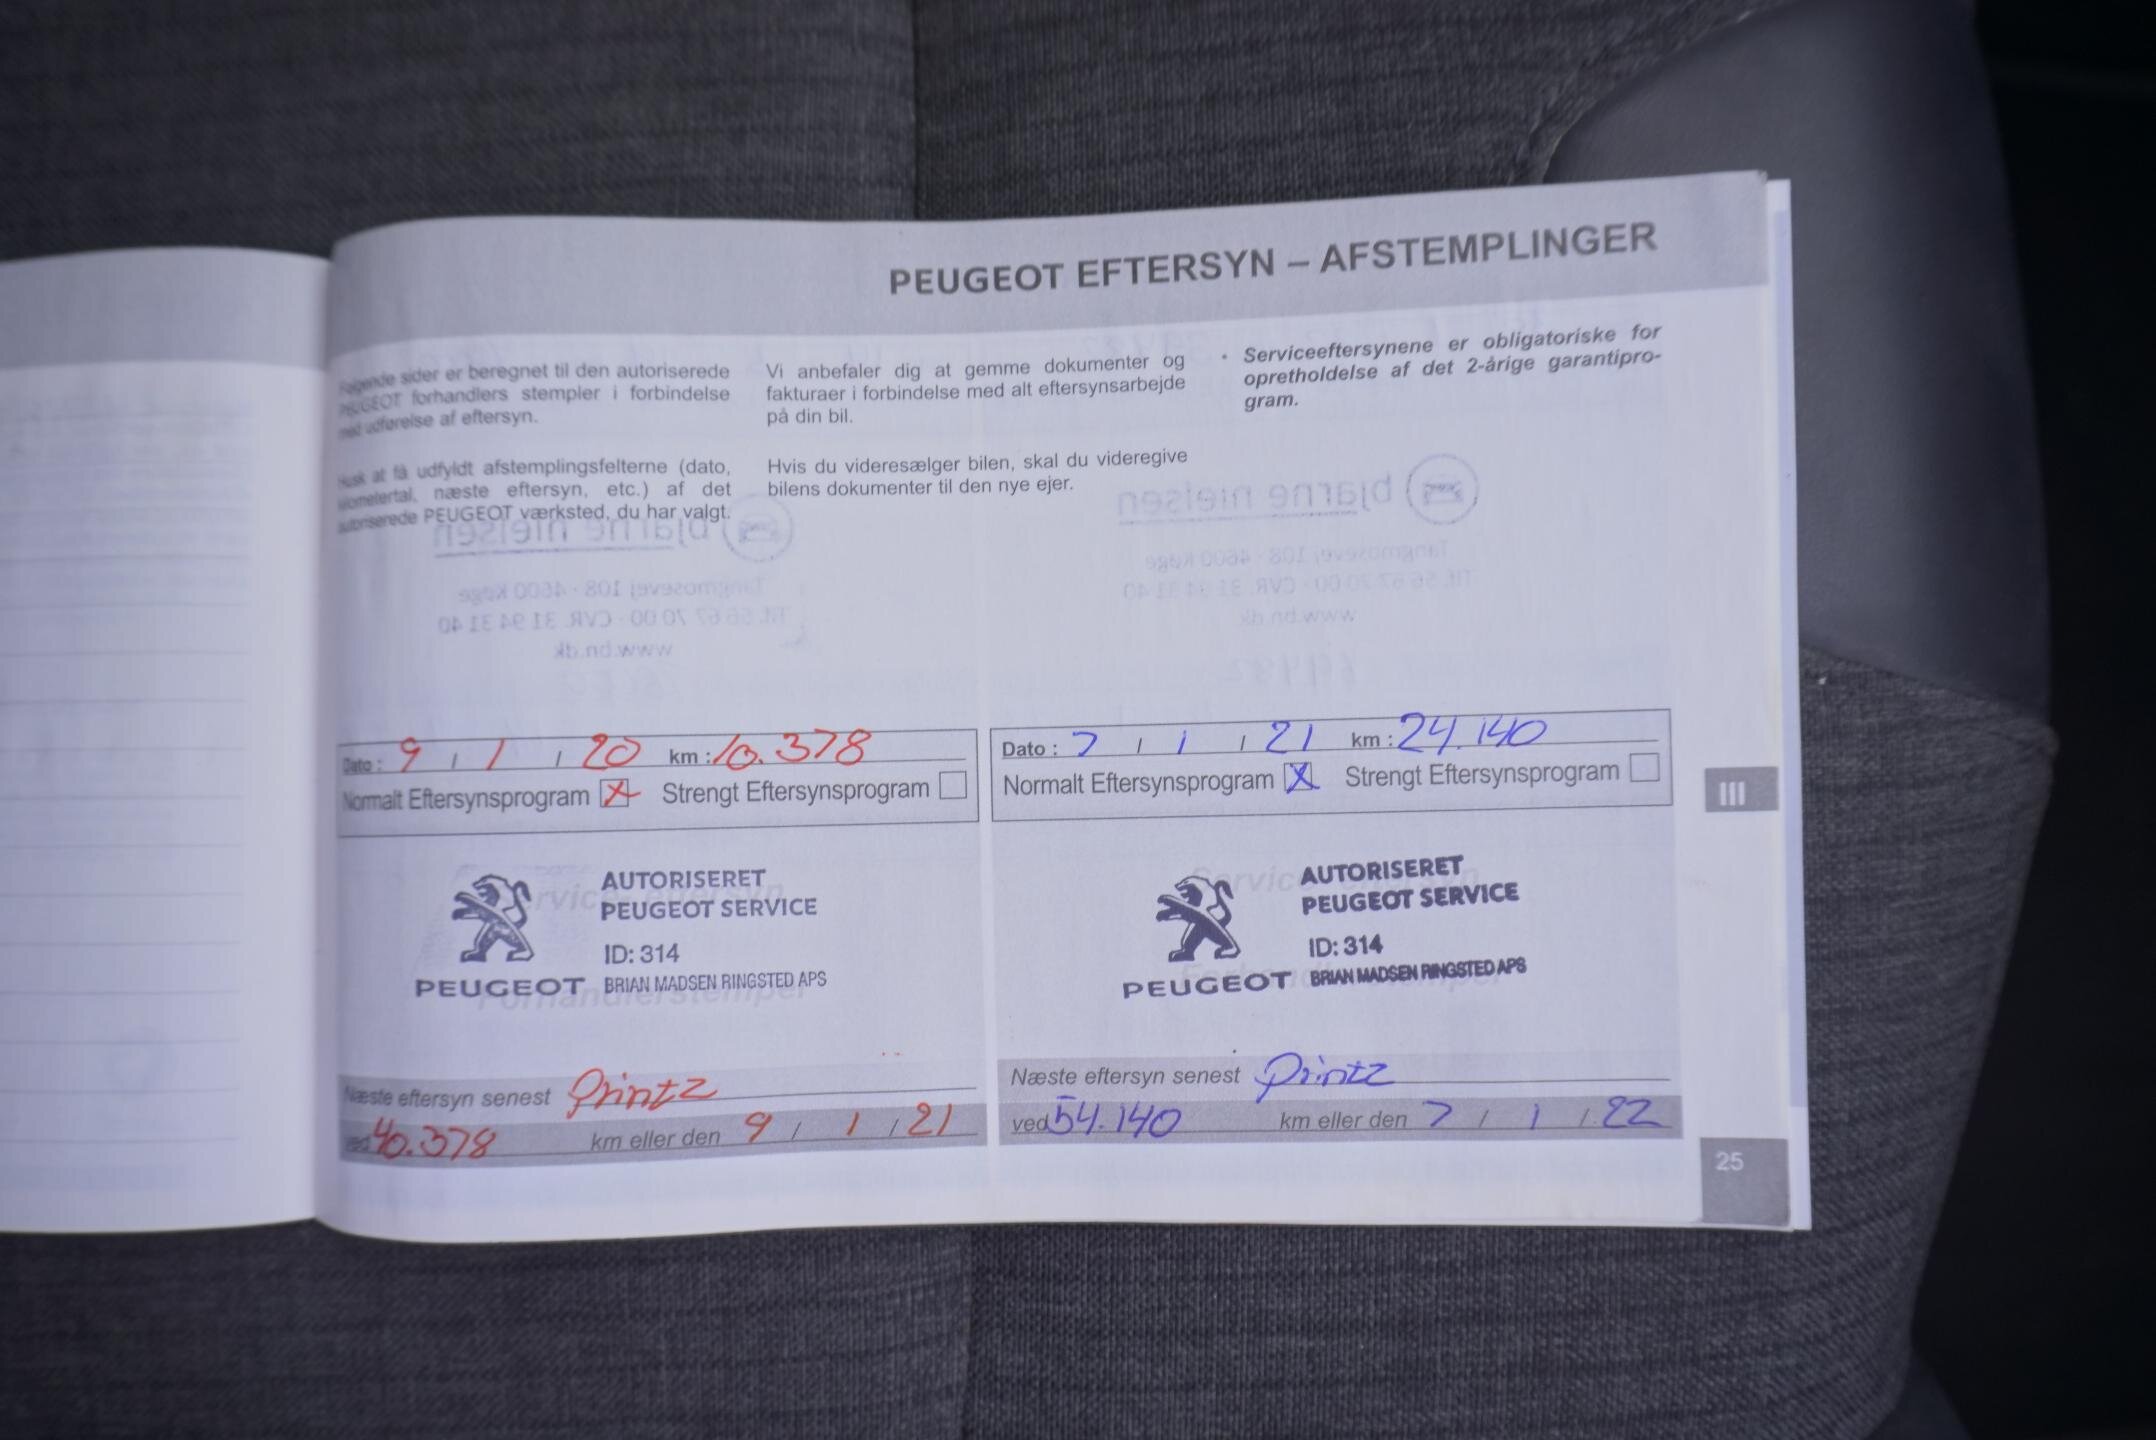 PEUGEOT EFTERSYN – AFSTEMPLINGER
Følgende sider er beregnet til den autoriserede
PEUGEOT forhandlers stempler i forbindelse
med udførelse af eftersyn.
Husk at få udfyldt afstemplingsfelterne (dato,
kilometertal, næste eftersyn, etc.) af det
autoriserede PEUGEOT værksted, du har valgt.
Vi anbefaler dig at gemme dokumenter og
fakturaer i forbindelse med alt eftersynsarbejde
på din bil.
Hvis du videresælger bilen, skal du videregive
bilens dokumenter til den nye ejer.
• Serviceeftersynene er obligatoriske for
opretholdelse af det 2-årige garantipro-
gram.
Dato : 9 / 1 / 20 km : 10.378
Normalt Eftersynsprogram X Strengt Eftersynsprogram
Service-eftersyn
Forhandlerstempel
AUTORISERET
PEUGEOT SERVICE
ID: 314
PEUGEOT BRIAN MADSEN RINGSTED APS
Næste eftersyn senest Printz
ved 40.378 km eller den 9 / 1 / 21
Dato : 7 / 1 / 21 km : 24.140
Normalt Eftersynsprogram X Strengt Eftersynsprogram
Service-eftersyn
Forhandlerstempel
AUTORISERET
PEUGEOT SERVICE
ID: 314
PEUGEOT BRIAN MADSEN RINGSTED APS
Næste eftersyn senest Printz
ved 54.140 km eller den 7 / 1 / 22
III
25